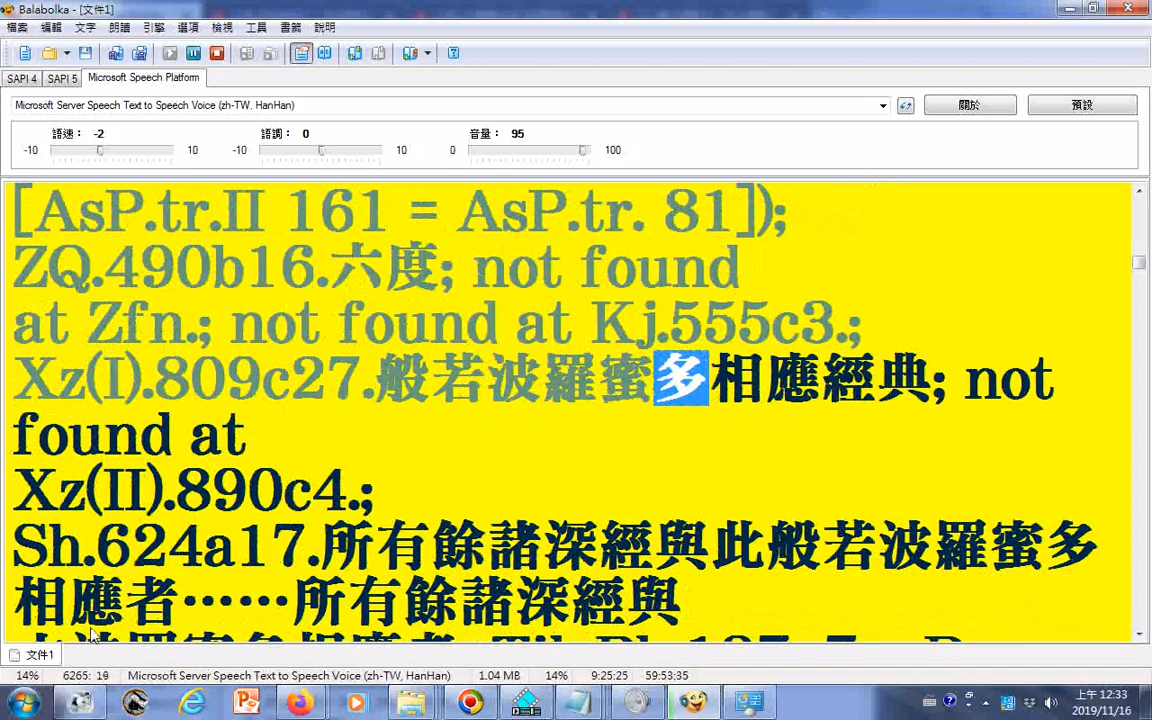 Balabolka - [文件1]
檔案 編輯 文字 朗讀 引擎 選項 檢視 工具 書籤 說明
SAPI 4 SAPI 5 Microsoft Speech Platform
Microsoft Server Speech Text to Speech Voice (zh-TW, HanHan) 關於 預設
語速： -2 語調： 0 音量： 95
-10 10 -10 10 0 100
[AsP.tr.II 161 = AsP.tr. 81]);
ZQ.490b16.六度; not found
at Zfn.; not found at Kj.555c3.;
Xz(I).809c27.般若波羅蜜多相應經典; not
found at
Xz(II).890c4.;
Sh.624a17.所有餘諸深經與此般若波羅蜜多
相應者……所有餘諸深經與
文件1
14% 6265: 19 Microsoft Server Speech Text to Speech Voice (zh-TW, HanHan) 1.04 MB 14% 9:25:25 59:53:35
上午 12:33
2019/11/16